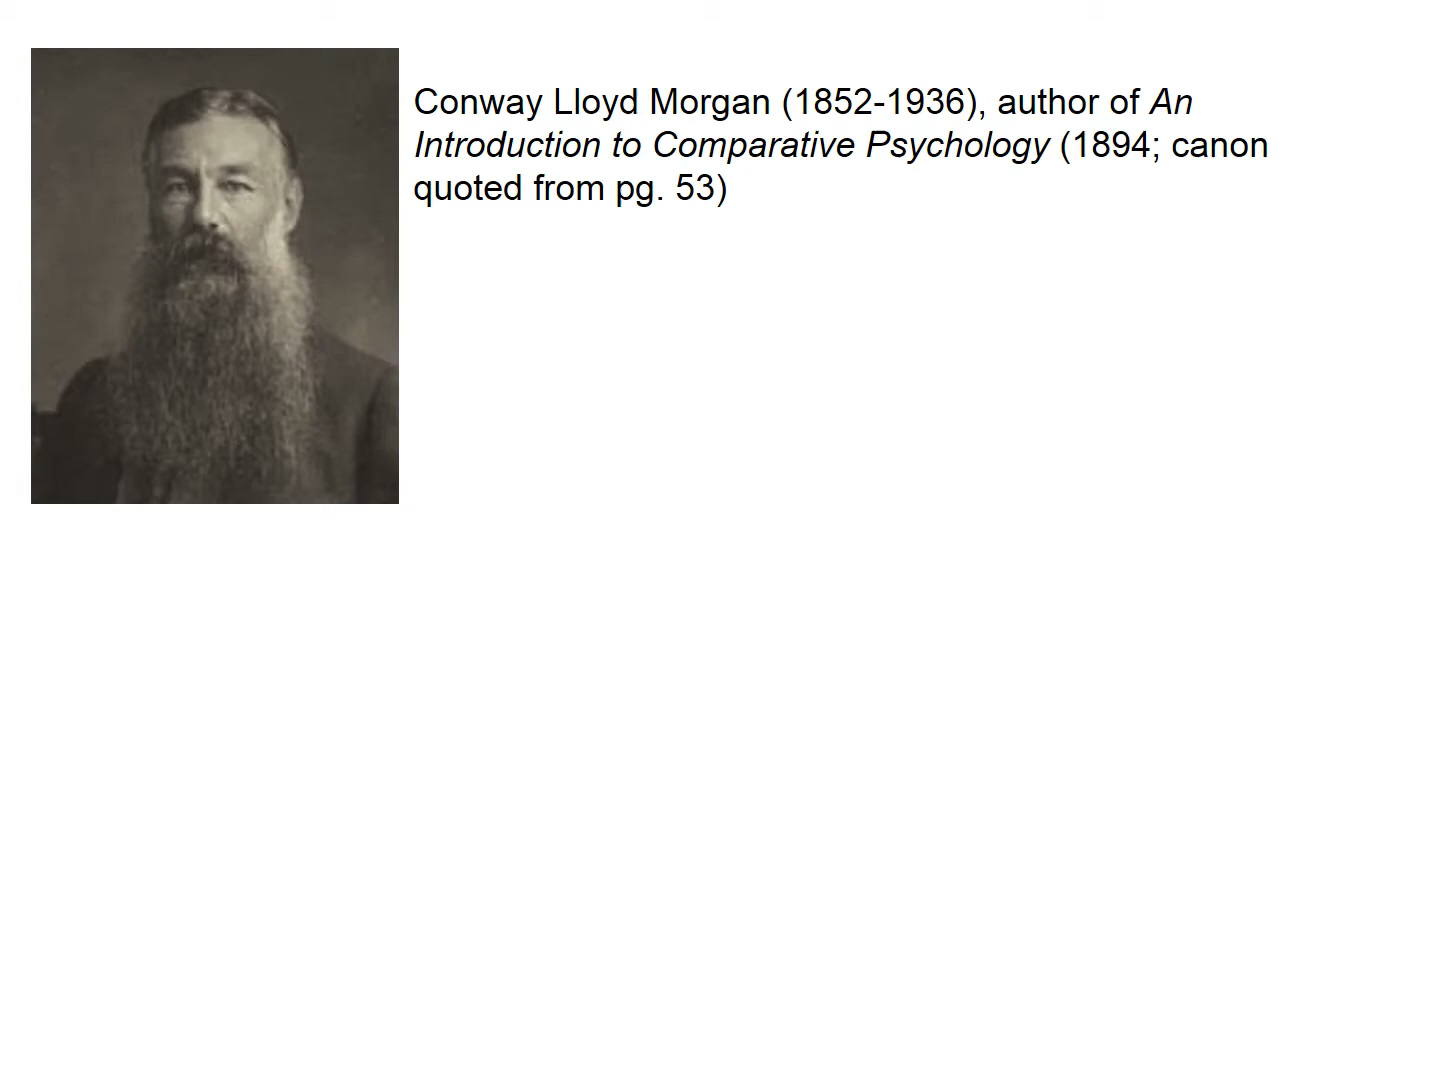 Conway Lloyd Morgan (1852-1936), author of An
Introduction to Comparative Psychology (1894; canon
quoted from pg. 53)